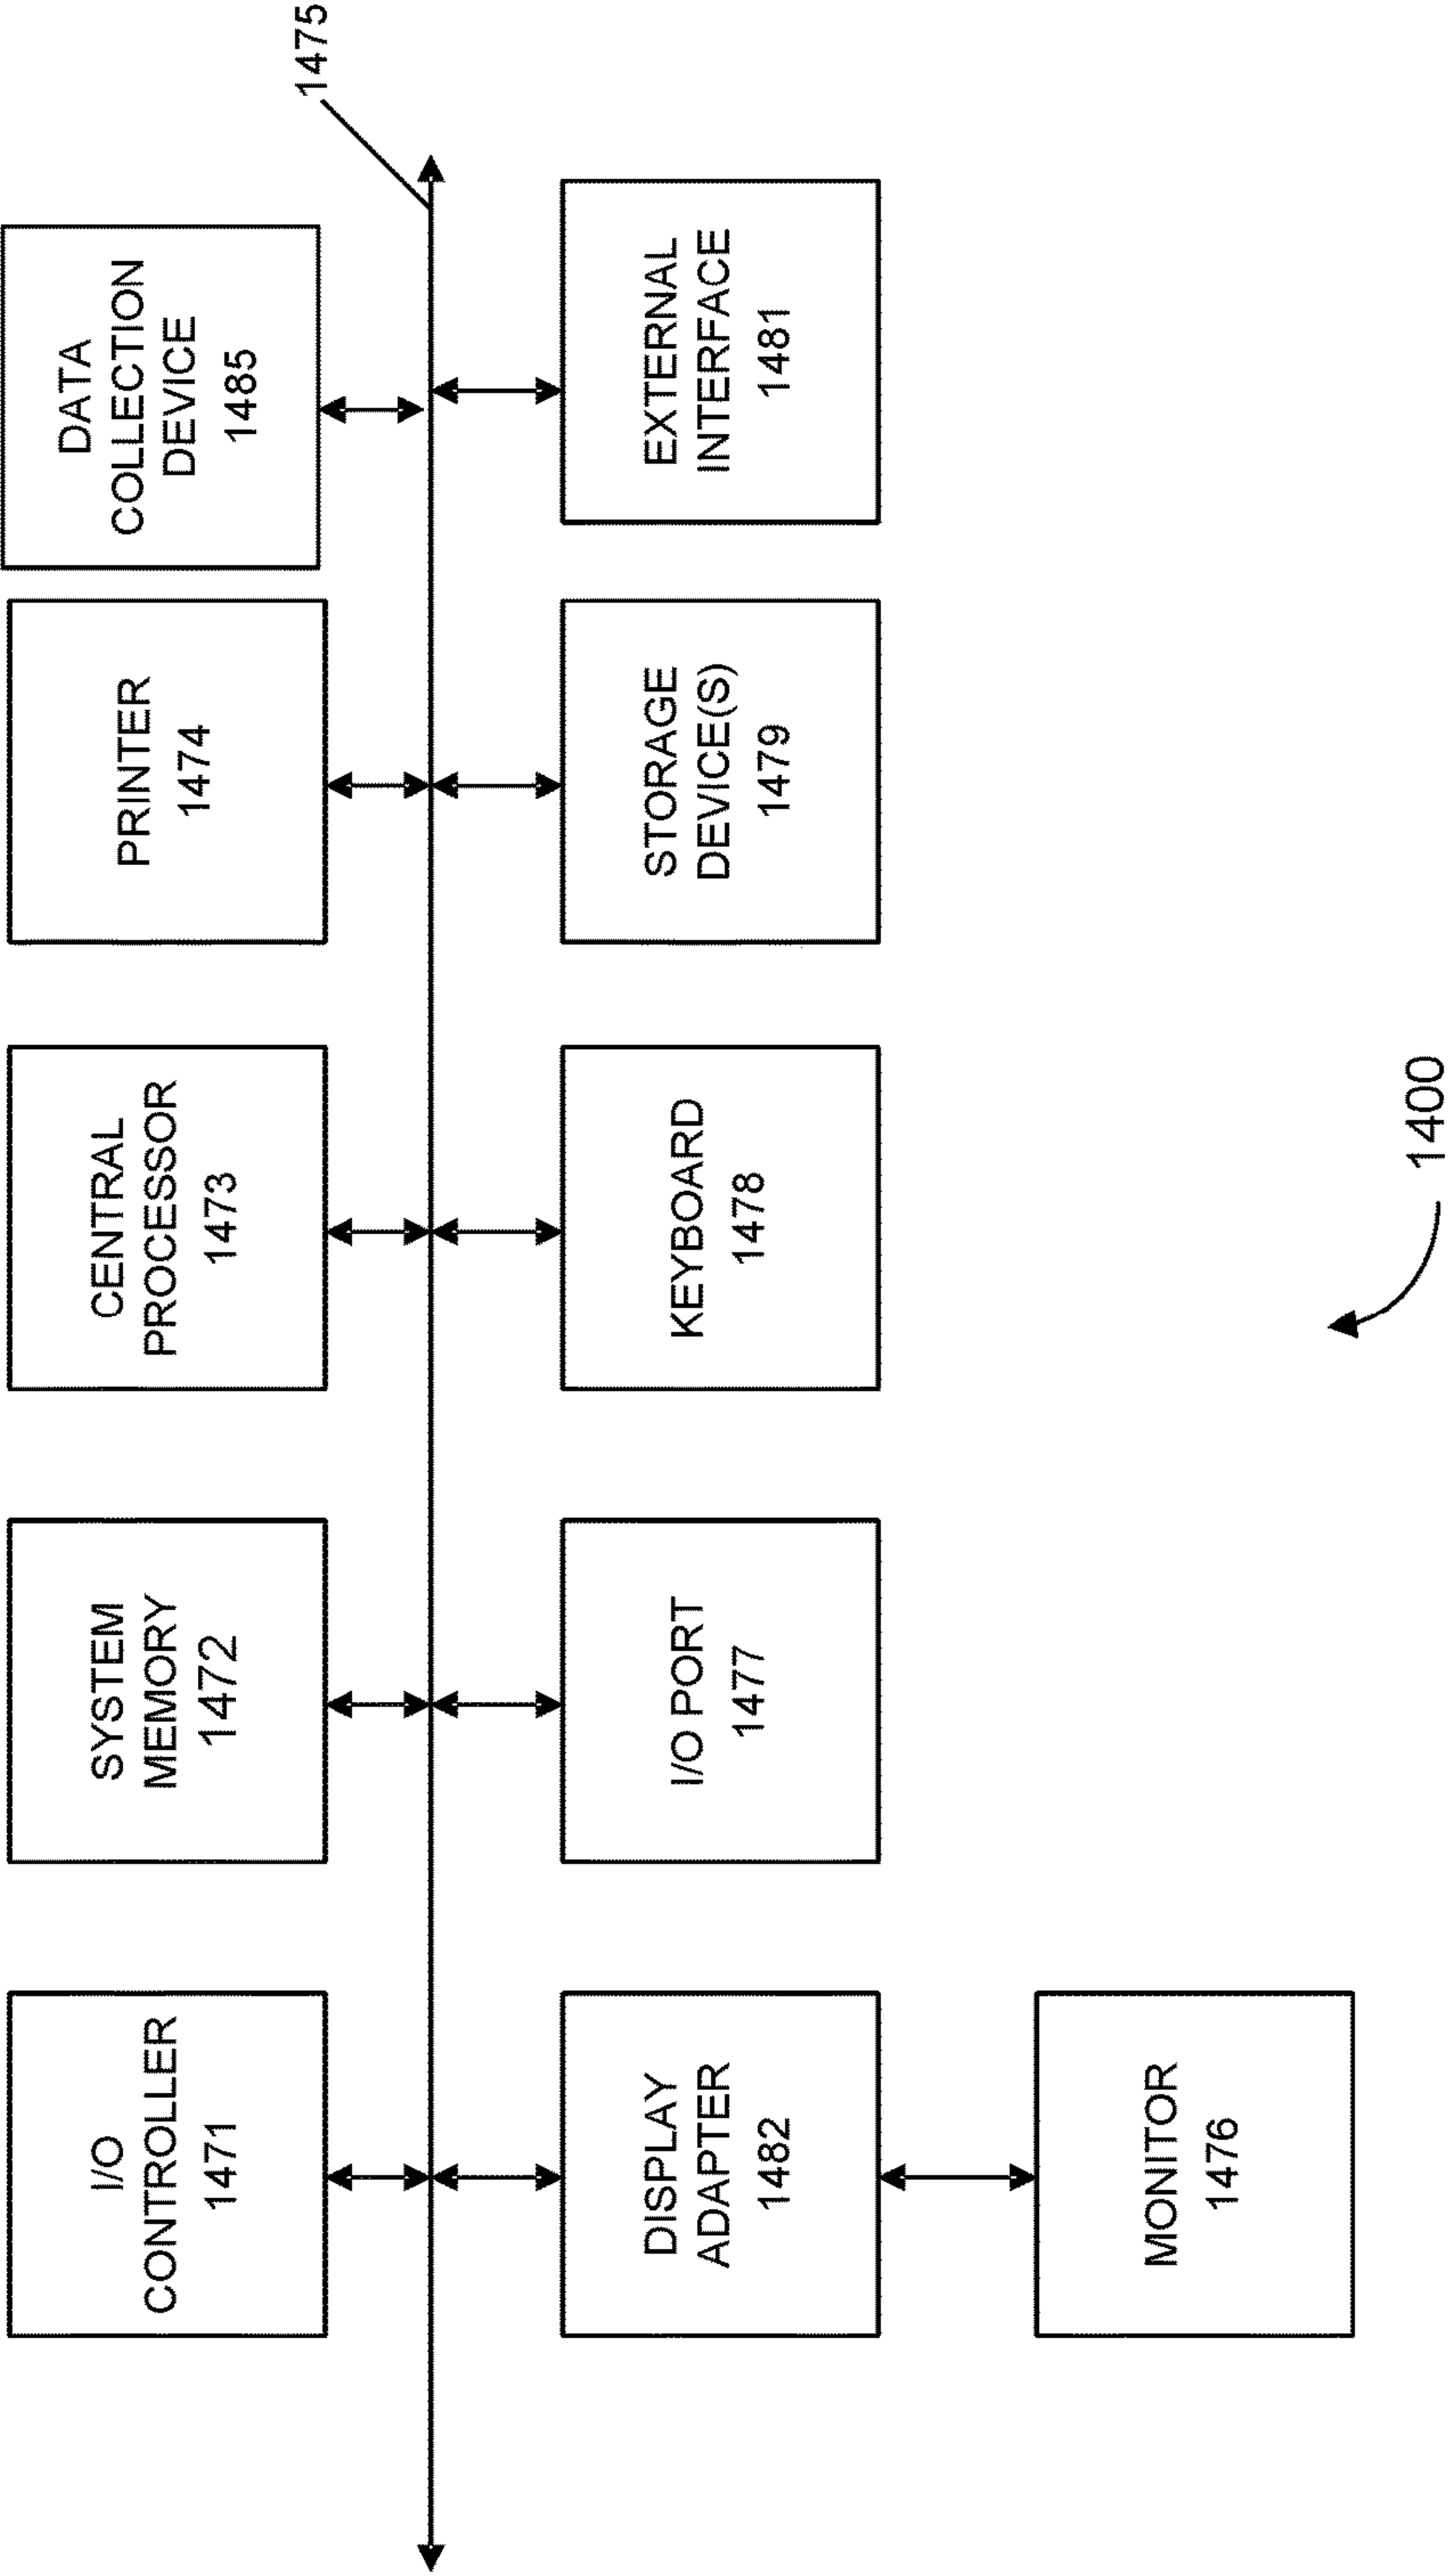 I/O
CONTROLLER
1471
SYSTEM
MEMORY
1472
CENTRAL
PROCESSOR
1473
PRINTER
1474
DATA
COLLECTION
DEVICE
1485
1475
DISPLAY
ADAPTER
1482
I/O PORT
1477
KEYBOARD
1478
STORAGE
DEVICE(S)
1479
EXTERNAL
INTERFACE
1481
MONITOR
1476
1400